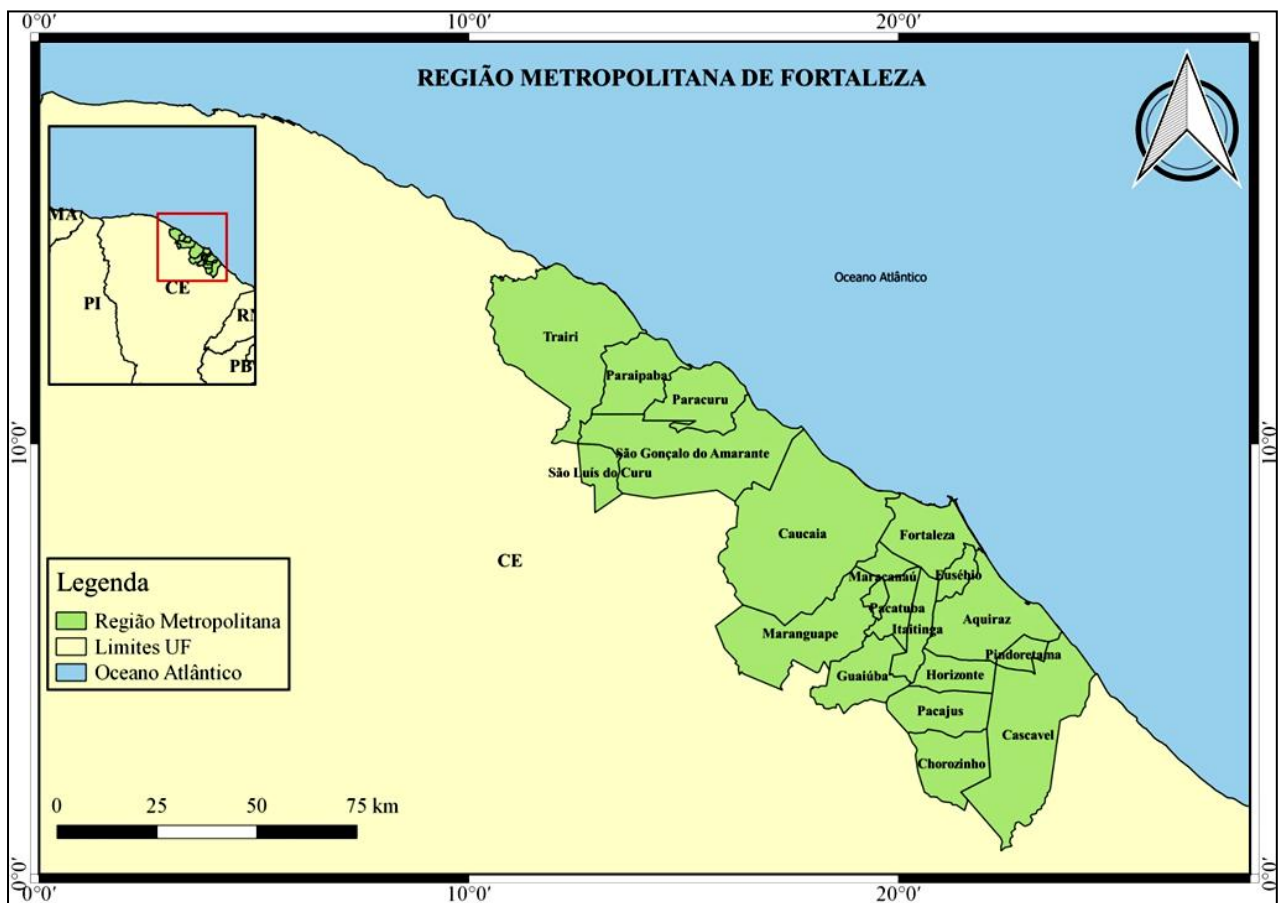 0°0′ 10°0′ 20°0′
REGIÃO METROPOLITANA DE FORTALEZA
MA
PI
CE
PB
Oceano Atlântico
Trairi
Paraipaba
Paracuru
10°0′ 10°0′
São Gonçalo do Amarante
São Luís do Curu
Caucaia
Fortaleza
CE
Maracanaú
Eusébio
Pacatuba
Aquiraz
Itaitinga
Maranguape
Pindoretama
Guaiúba
Horizonte
Pacajus
Cascavel
Chorozinho
Legenda
Região Metropolitana
Limites UF
Oceano Atlântico
0 25 50 75 km
0°0′ 0°0′
0°0′ 10°0′ 20°0′